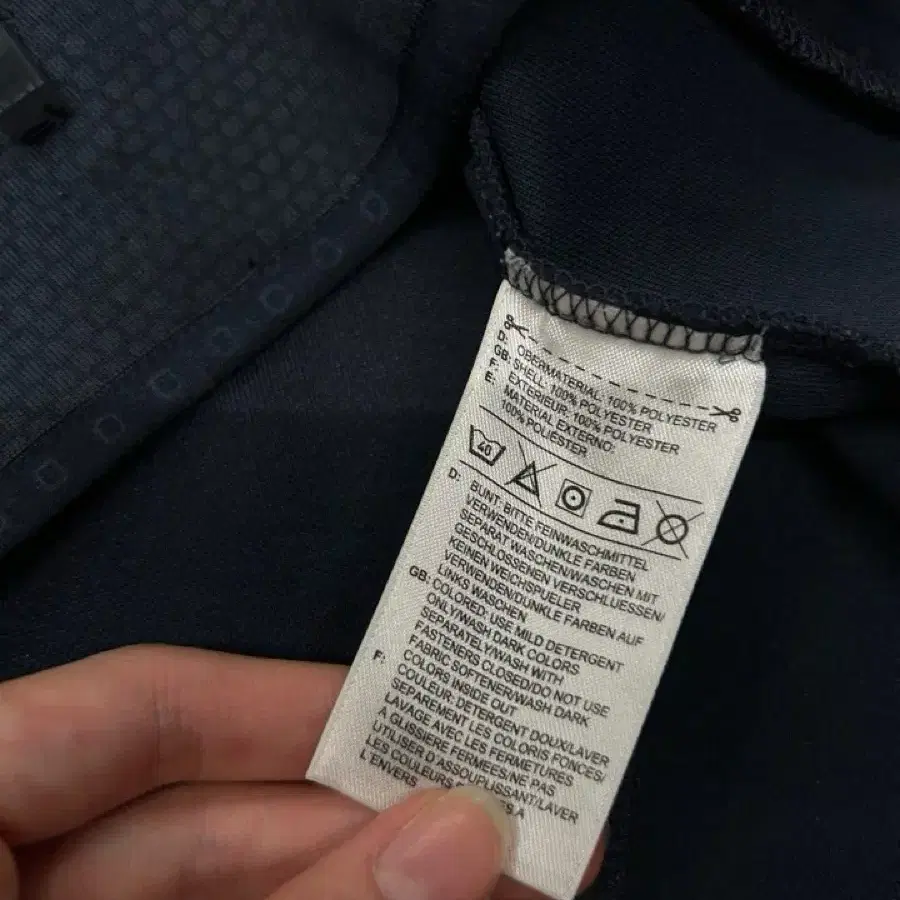 D: OBERMATERIAL: 100% POLYESTER
GB: SHELL: 100% POLYESTER
F: EXTERIEUR: 100% POLYESTER
E: MATERIAL EXTERNO:
100% POLIÉSTER
40
D: BUNT: BITTE FEINWASCHMITTEL
VERWENDEN/DUNKLE FARBEN
SEPARAT WASCHEN/WASCHEN MIT
GESCHLOSSENEN VERSCHLUESSEN/
KEINEN WEICHSPUELER
VERWENDEN/DUNKLE FARBEN AUF
LINKS WASCHEN
GB: COLORED: USE MILD DETERGENT
ONLY/WASH DARK COLORS
SEPARATELY/WASH WITH
FASTENERS CLOSED/DO NOT USE
FABRIC SOFTENER/WASH DARK
COLORS INSIDE OUT
F: COULEUR: DETERGENT DOUX/LAVER
SEPAREMENT LES COLORIS FONCES/
LAVAGE AVEC LES FERMETURES
A GLISSIERE FERMEES/NE PAS
UTILISER D'ASSOUPLISSANT/LAVER
LES COULEURS A
L'ENVERS